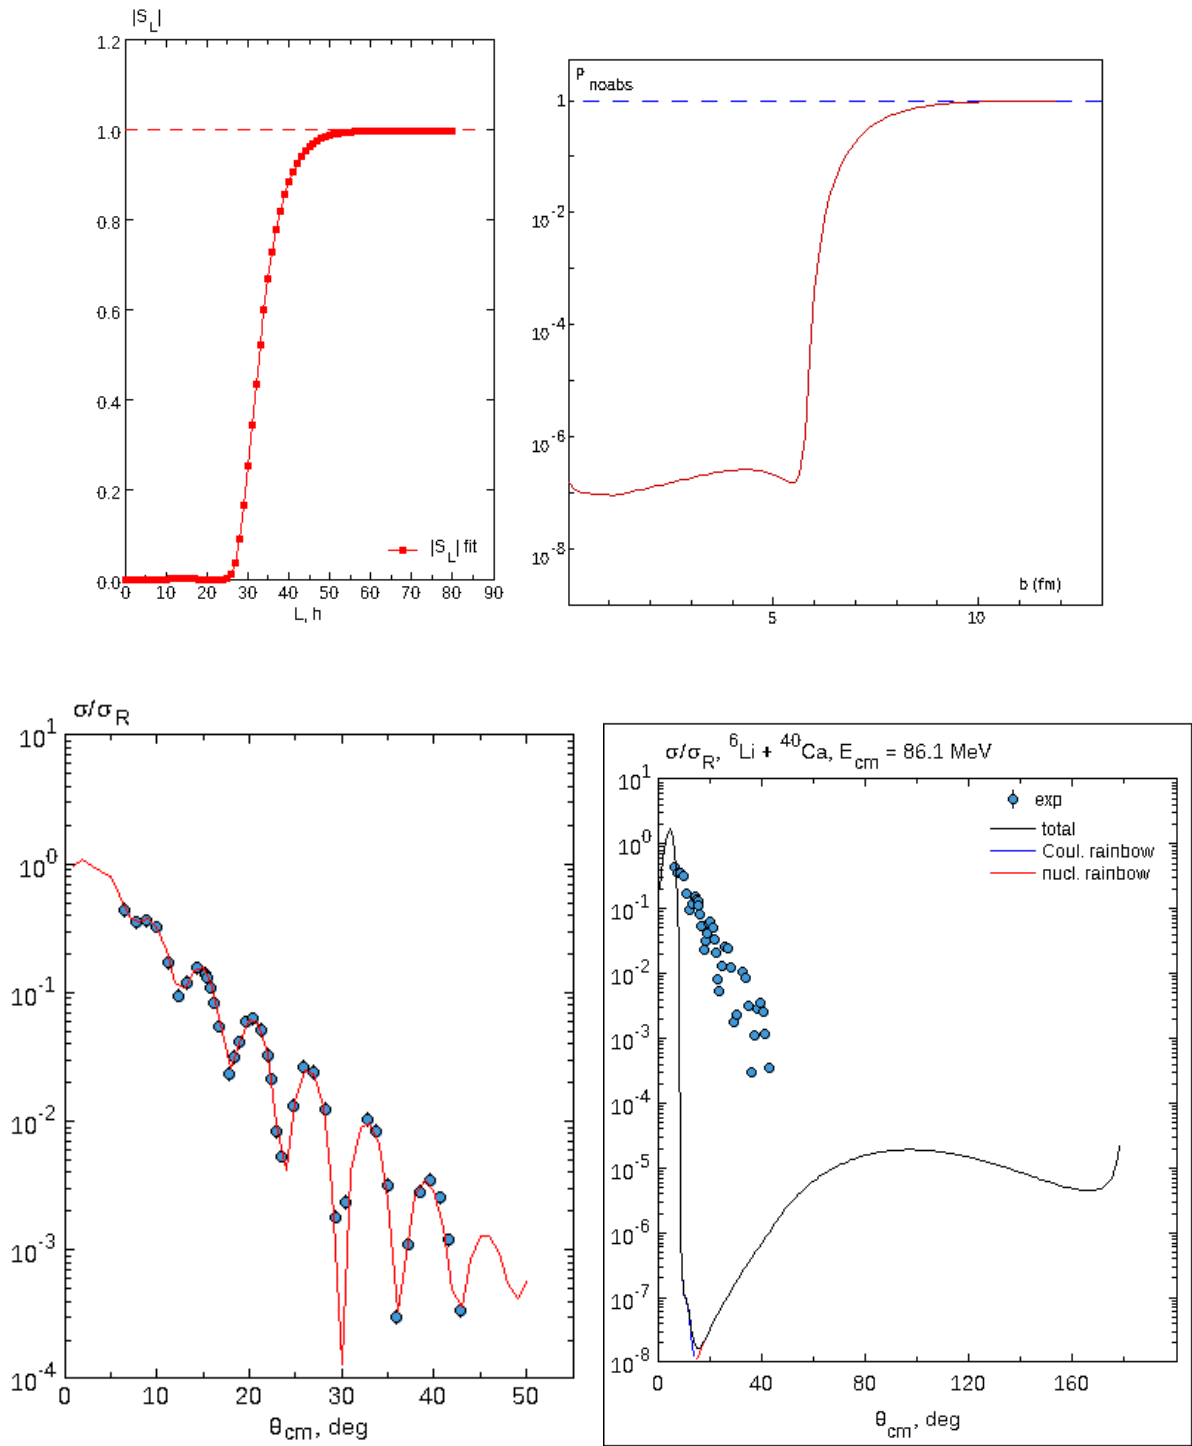 |S_L|
1.2
1.0
0.8
0.6
0.4
0.2
0.0
|S_L| fit
0 10 20 30 40 50 60 70 80 90
L, h
P_noabs
1
10^-2
10^-4
10^-6
10^-8
b (fm)
5 10
σ/σ_R
10^1
10^0
10^-1
10^-2
10^-3
10^-4
0 10 20 30 40 50
θ_cm, deg
σ/σ_R, ^6Li + ^40Ca, E_cm = 86.1 MeV
10^1
exp
total
Coul. rainbow
nucl. rainbow
10^0
10^-1
10^-2
10^-3
10^-4
10^-5
10^-6
10^-7
10^-8
0 40 80 120 160
θ_cm, deg